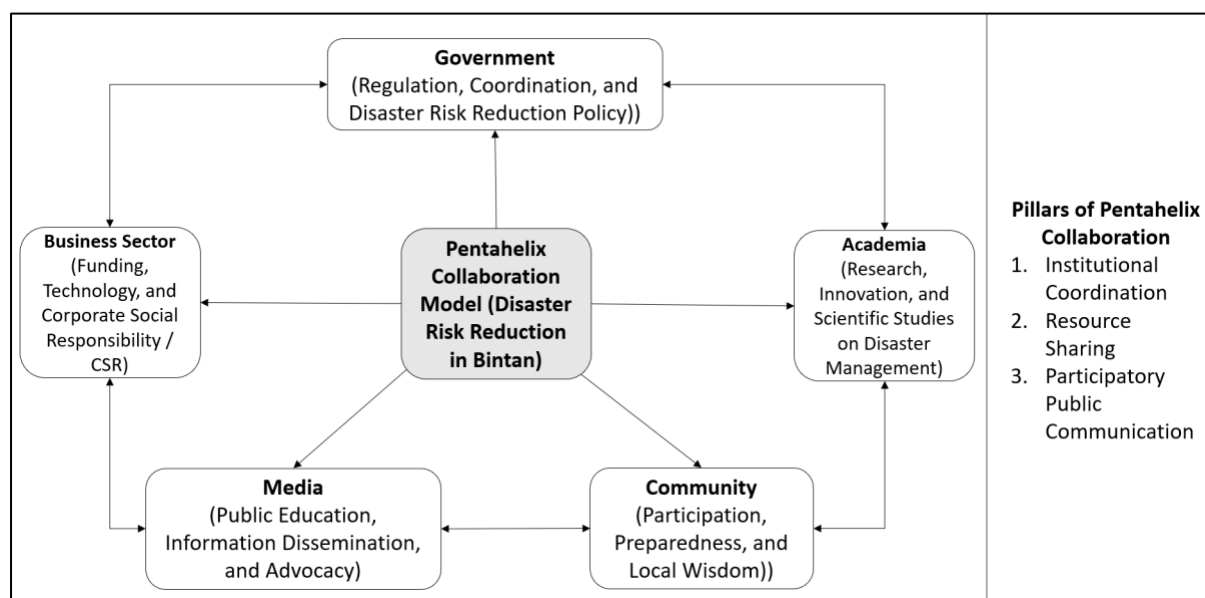 Government
(Regulation, Coordination, and
Disaster Risk Reduction Policy))
Business Sector
(Funding,
Technology, and
Corporate Social
Responsibility /
CSR)
Pentahelix
Collaboration
Model (Disaster
Risk Reduction
in Bintan)
Academia
(Research,
Innovation, and
Scientific Studies
on Disaster
Management)
Media
(Public Education,
Information Dissemination,
and Advocacy)
Community
(Participation,
Preparedness, and
Local Wisdom))
Pillars of Pentahelix
Collaboration
1. Institutional
Coordination
2. Resource
Sharing
3. Participatory
Public
Communication